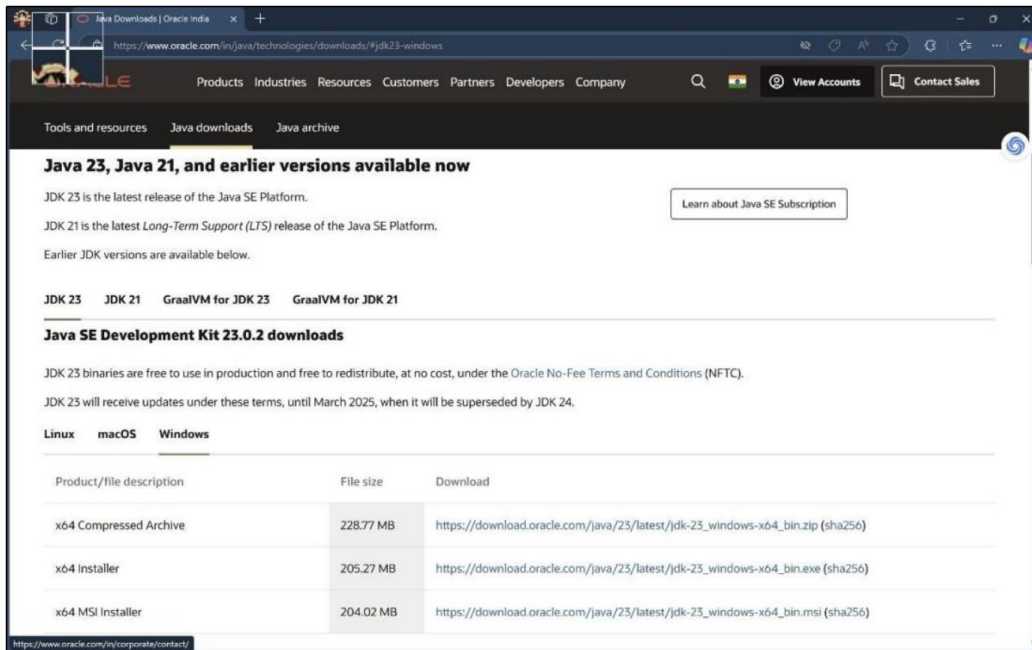 Java Downloads | Oracle India
https://www.oracle.com/in/java/technologies/downloads/#jdk23-windows
Products Industries Resources Customers Partners Developers Company
View Accounts
Contact Sales
Tools and resources Java downloads Java archive
Java 23, Java 21, and earlier versions available now
JDK 23 is the latest release of the Java SE Platform.
Learn about Java SE Subscription
JDK 21 is the latest Long-Term Support (LTS) release of the Java SE Platform.
Earlier JDK versions are available below.
JDK 23 JDK 21 GraalVM for JDK 23 GraalVM for JDK 21
Java SE Development Kit 23.0.2 downloads
JDK 23 binaries are free to use in production and free to redistribute, at no cost, under the Oracle No-Fee Terms and Conditions (NFTC).
JDK 23 will receive updates under these terms, until March 2025, when it will be superseded by JDK 24.
Linux macOS Windows
Product/file description File size Download
x64 Compressed Archive 228.77 MB https://download.oracle.com/java/23/latest/jdk-23_windows-x64_bin.zip (sha256)
x64 Installer 205.27 MB https://download.oracle.com/java/23/latest/jdk-23_windows-x64_bin.exe (sha256)
x64 MSI Installer 204.02 MB https://download.oracle.com/java/23/latest/jdk-23_windows-x64_bin.msi (sha256)
https://www.oracle.com/in/corporate/contact/